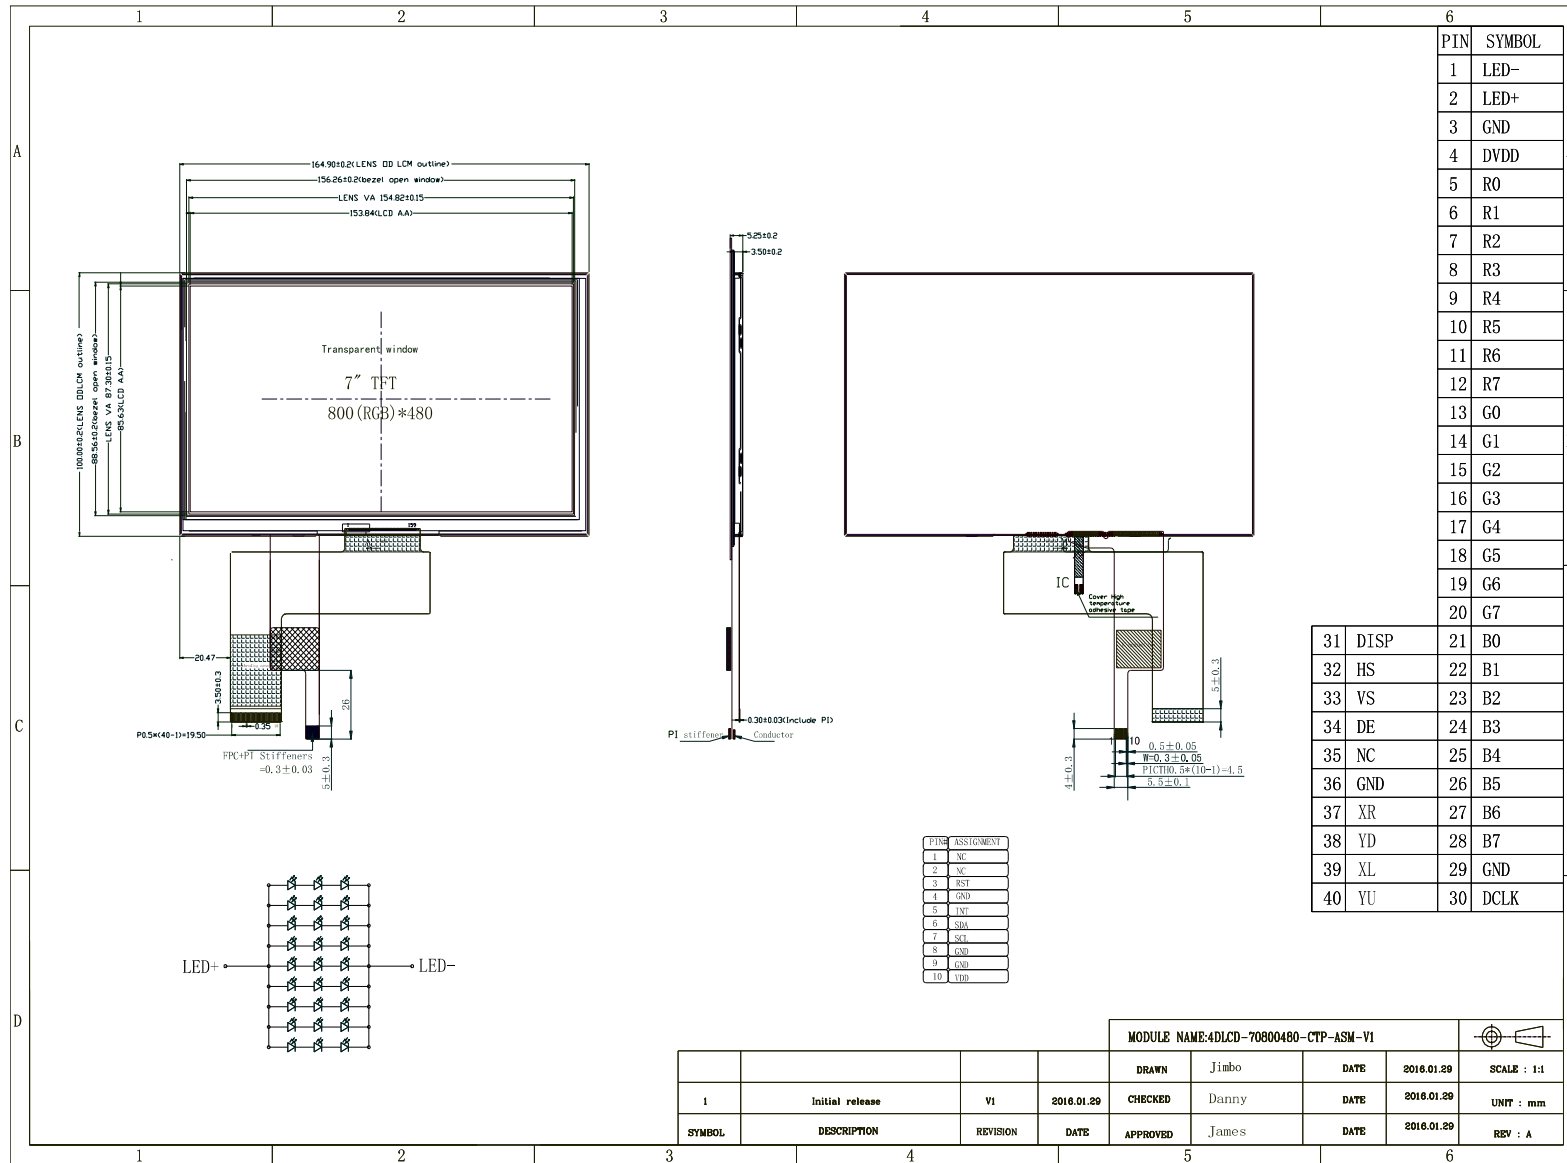 1 2 3 4 5 6
A
B
C
D
164.90±0.2(LENS OD LCM outline)
156.26±0.2(bezel open window)
LENS VA 154.82±0.15
153.84(LCD A.A)
100.00±0.2(LENS ODLCM outline)
88.56±0.2(bezel open window)
LENS VA 87.30±0.15
85.63(LCD A.A)
Transparent window
7" TFT
800(RGB)*480
1 159
20.47
3.50±0.3
0.35
P0.5*(40-1)=19.50
26
FPC+PI Stiffeners
=0.3±0.03
5±0.3
5.25±0.2
3.50±0.2
0.30±0.03(Include PI)
PI stiffener
Conductor
IC
Cover High
temperature
adhesive tape
5±0.3
1 10
4±0.3
0.5±0.05
W=0.3±0.05
PICTH0.5*(10-1)=4.5
5.5±0.1
PIN SYMBOL
1 LED-
2 LED+
3 GND
4 DVDD
5 R0
6 R1
7 R2
8 R3
9 R4
10 R5
11 R6
12 R7
13 G0
14 G1
15 G2
16 G3
17 G4
18 G5
19 G6
20 G7
31 DISP 21 B0
32 HS 22 B1
33 VS 23 B2
34 DE 24 B3
35 NC 25 B4
36 GND 26 B5
37 XR 27 B6
38 YD 28 B7
39 XL 29 GND
40 YU 30 DCLK
PIN# ASSIGNMENT
1 NC
2 NC
3 RST
4 GND
5 INT
6 SDA
7 SCL
8 GND
9 GND
10 VDD
LED+ LED-
MODULE NAME:4DLCD-70800480-CTP-ASM-V1
DRAWN Jimbo DATE 2016.01.29 SCALE : 1:1
1 Initial release V1 2016.01.29 CHECKED Danny DATE 2016.01.29 UNIT : mm
SYMBOL DESCRIPTION REVISION DATE APPROVED James DATE 2016.01.29 REV : A
1 2 3 4 5 6